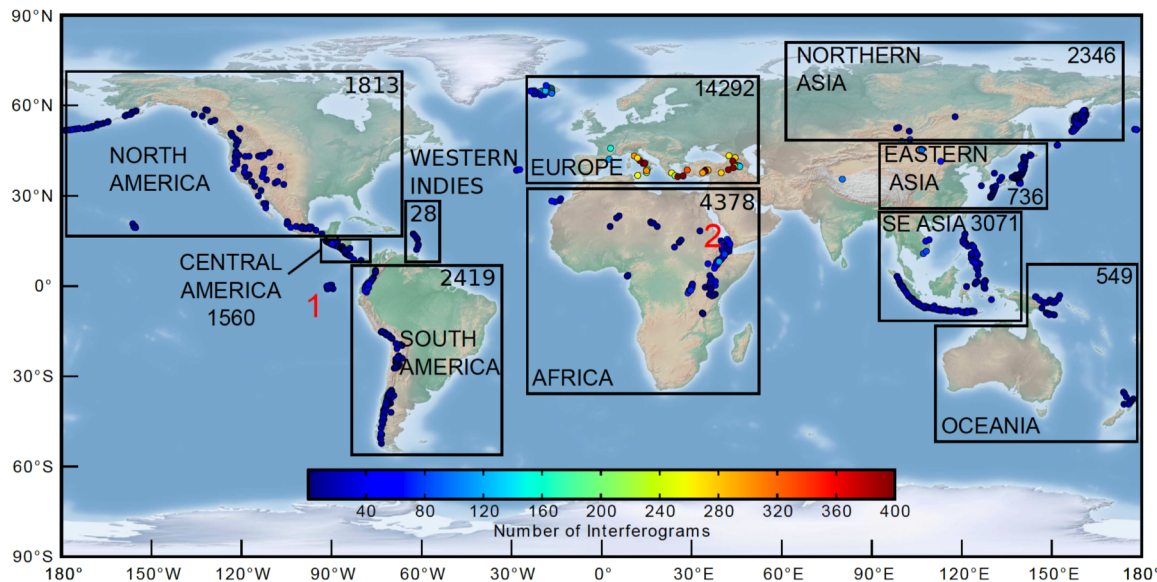 90°N
60°N
30°N
0°
30°S
60°S
90°S
NORTH
AMERICA
1813
WESTERN
INDIES
28
CENTRAL
AMERICA
1560
1
2419
SOUTH
AMERICA
14292
EUROPE
4378
2
AFRICA
NORTHERN
ASIA
2346
EASTERN
ASIA
736
SE ASIA 3071
549
OCEANIA
40 80 120 160 200 240 280 320 360 400
Number of Interferograms
180° 150°W 120°W 90°W 60°W 30°W 0° 30°E 60°E 90°E 120°E 150°E 180°